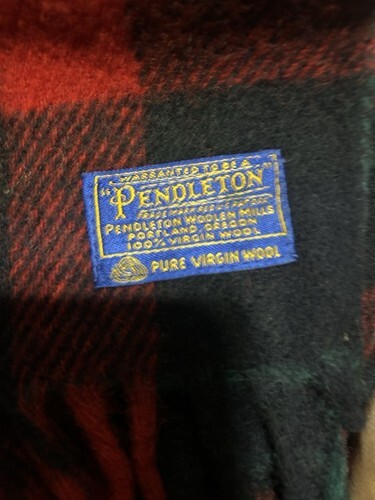 WARRANTED TO BE A
"PENDLETON"
TRADE MARK REG. U.S. PAT. OFF.
PENDLETON WOOLEN MILLS
PORTLAND, OREGON
100% VIRGIN WOOL
PURE VIRGIN WOOL